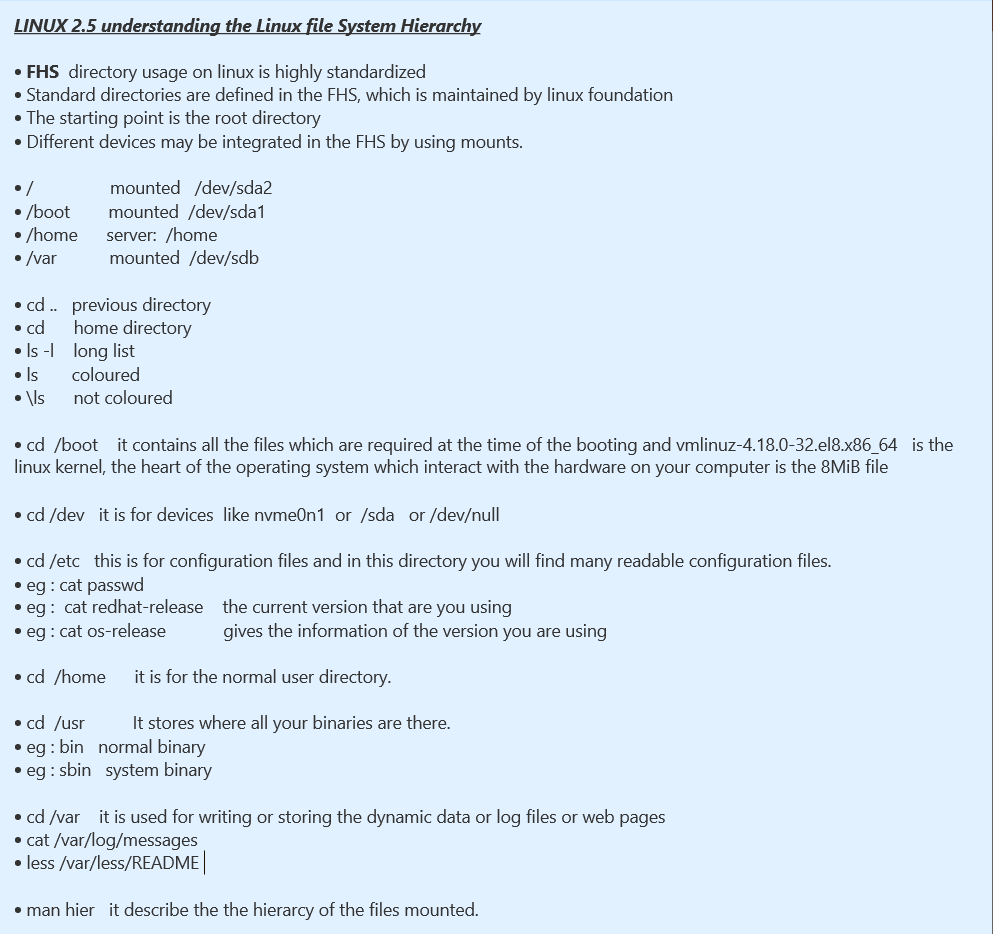 LINUX 2.5 understanding the Linux file System Hierarchy
• FHS directory usage on linux is highly standardized
• Standard directories are defined in the FHS, which is maintained by linux foundation
• The starting point is the root directory
• Different devices may be integrated in the FHS by using mounts.
• / mounted /dev/sda2
• /boot mounted /dev/sda1
• /home server: /home
• /var mounted /dev/sdb
• cd .. previous directory
• cd home directory
• ls -l long list
• ls coloured
• \ls not coloured
• cd /boot it contains all the files which are required at the time of the booting and vmlinuz-4.18.0-32.el8.x86_64 is the
linux kernel, the heart of the operating system which interact with the hardware on your computer is the 8MiB file
• cd /dev it is for devices like nvme0n1 or /sda or /dev/null
• cd /etc this is for configuration files and in this directory you will find many readable configuration files.
• eg : cat passwd
• eg : cat redhat-release the current version that are you using
• eg : cat os-release gives the information of the version you are using
• cd /home it is for the normal user directory.
• cd /usr It stores where all your binaries are there.
• eg : bin normal binary
• eg : sbin system binary
• cd /var it is used for writing or storing the dynamic data or log files or web pages
• cat /var/log/messages
• less /var/less/README
• man hier it describe the the hierarcy of the files mounted.